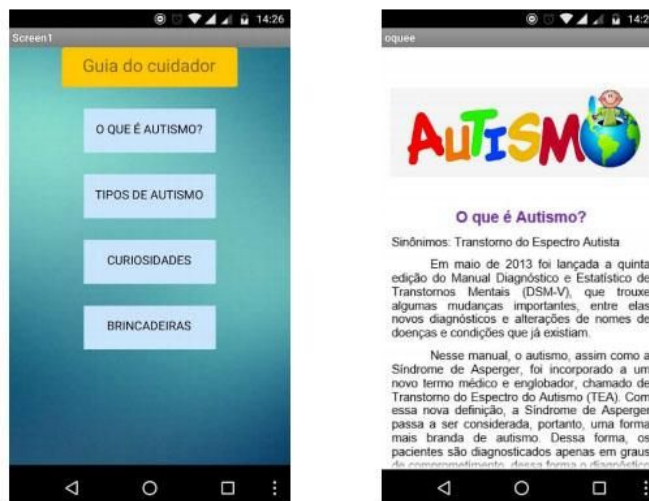 14:26
Screen1
Guia do cuidador
O QUE É AUTISMO?
TIPOS DE AUTISMO
CURIOSIDADES
BRINCADEIRAS
oquee
AUTISMO
O que é Autismo?
Sinônimos: Transtorno do Espectro Autista
Em maio de 2013 foi lançada a quinta
edição do Manual Diagnóstico e Estatístico de
Transtornos Mentais (DSM-V), que trouxe
algumas mudanças importantes, entre elas
novos diagnósticos e alterações de nomes de
doenças e condições que já existiam.
Nesse manual, o autismo, assim como a
Síndrome de Asperger, foi incorporado a um
novo termo médico e englobador, chamado de
Transtorno do Espectro do Autismo (TEA). Com
essa nova definição, a Síndrome de Asperger
passa a ser considerada, portanto, uma forma
mais branda de autismo. Dessa forma, os
pacientes são diagnosticados apenas em graus
de comprometimento, dessa forma o diagnóstico